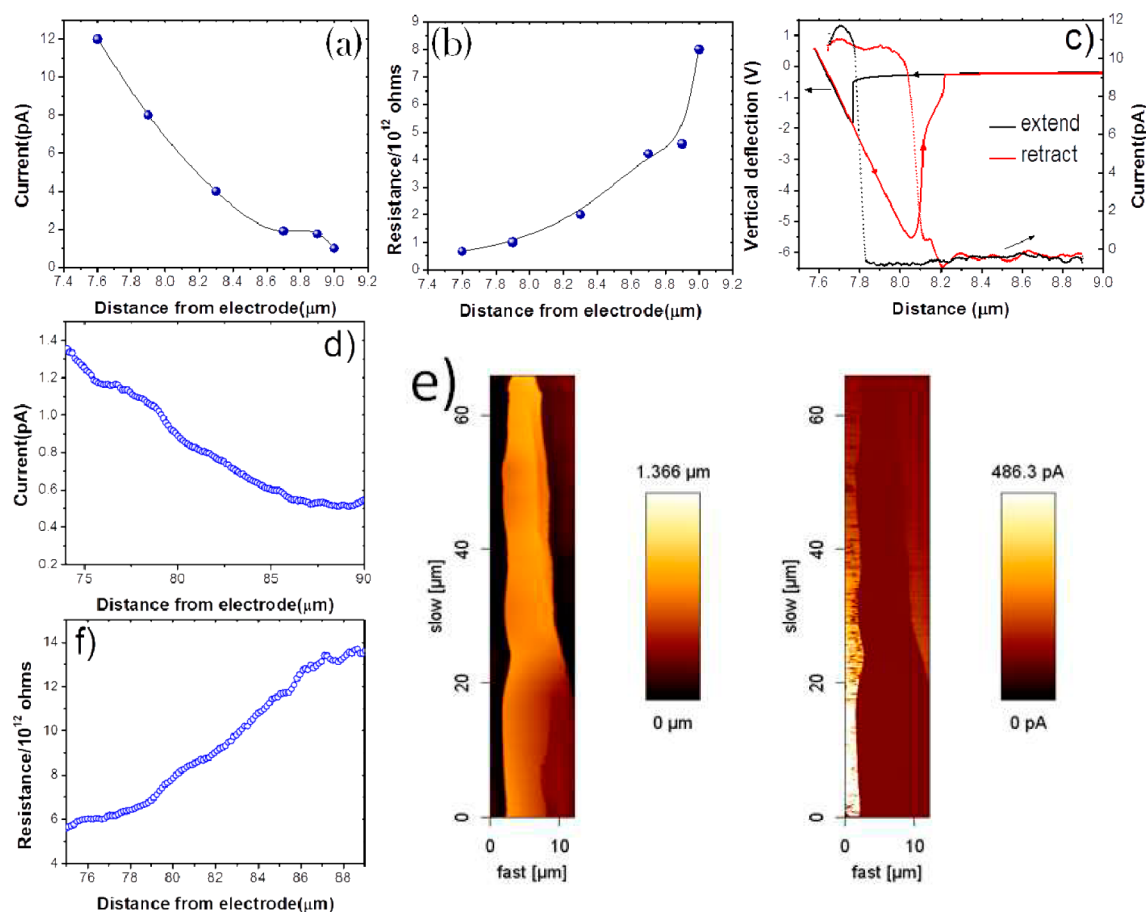 (a)
Current(pA)
12
10
8
6
4
2
0
7.4 7.6 7.8 8.0 8.2 8.4 8.6 8.8 9.0 9.2
Distance from electrode(μm)
(b)
Resistance/10¹² ohms
9
8
7
6
5
4
3
2
1
0
7.4 7.6 7.8 8.0 8.2 8.4 8.6 8.8 9.0 9.2
Distance from electrode(μm)
c)
Vertical deflection (V)
1
0
-1
-2
-3
-4
-5
-6
extend
retract
12
10
8
6
4
2
0
Current(pA)
7.6 7.8 8.0 8.2 8.4 8.6 8.8 9.0
Distance (μm)
d)
Current(pA)
1.4
1.2
1.0
0.8
0.6
0.4
0.2
75 80 85 90
Distance from electrode(μm)
e)
slow [μm]
60
40
20
0
0 10
fast [μm]
1.366 μm
0 μm
slow [μm]
60
40
20
0
0 10
fast [μm]
486.3 pA
0 pA
f)
Resistance/10¹² ohms
14
12
10
8
6
4
76 78 80 82 84 86 88
Distance from electrode(μm)